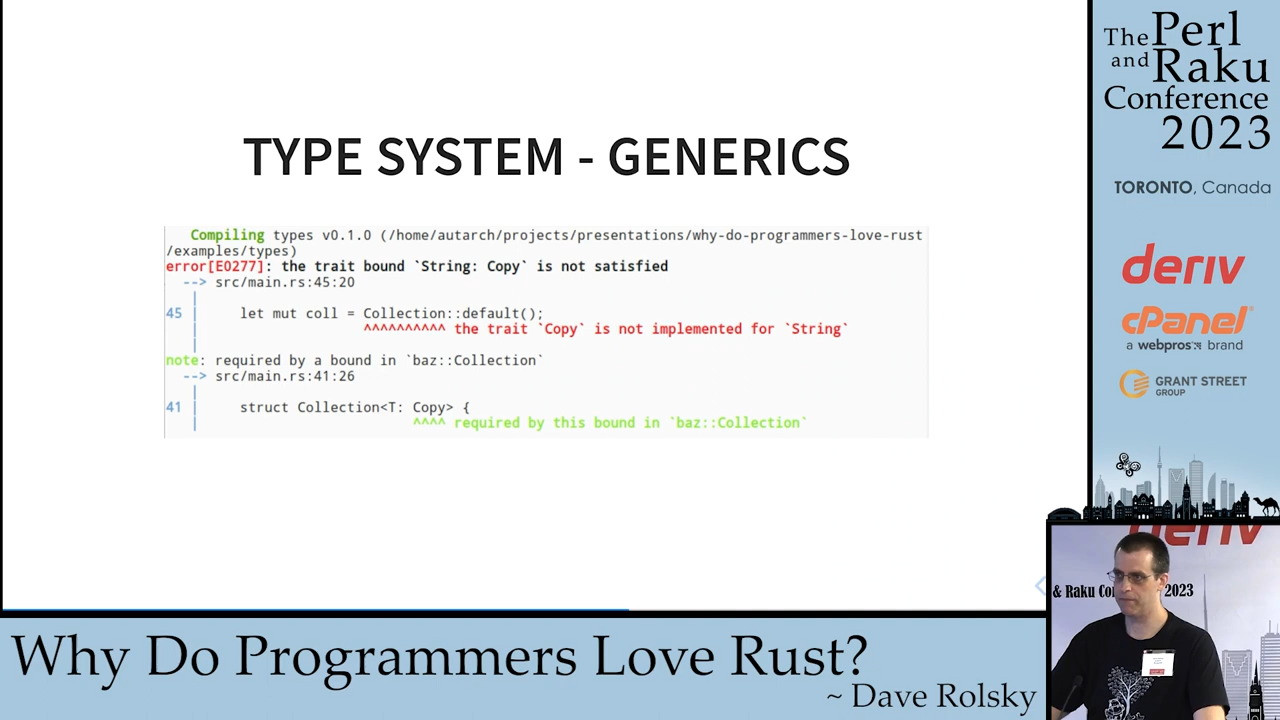 TYPE SYSTEM - GENERICS
Compiling types v0.1.0 (/home/autarch/projects/presentations/why-do-programmers-love-rust
/examples/types)
error[E0277]: the trait bound `String: Copy` is not satisfied
--> src/main.rs:45:20
|
45 | let mut coll = Collection::default();
| ^^^^^^^^^^ the trait `Copy` is not implemented for `String`
|
note: required by a bound in `baz::Collection`
--> src/main.rs:41:26
|
41 | struct Collection<T: Copy> {
| ^^^^ required by this bound in `baz::Collection`
The Perl
and Raku
Conference
2023
TORONTO, Canada
deriv
cPanel®
a webpros brand
GRANT STREET
GROUP
deriv
& Raku Co 2023
Why Do Programmers Love Rust?
~ Dave Rolsky